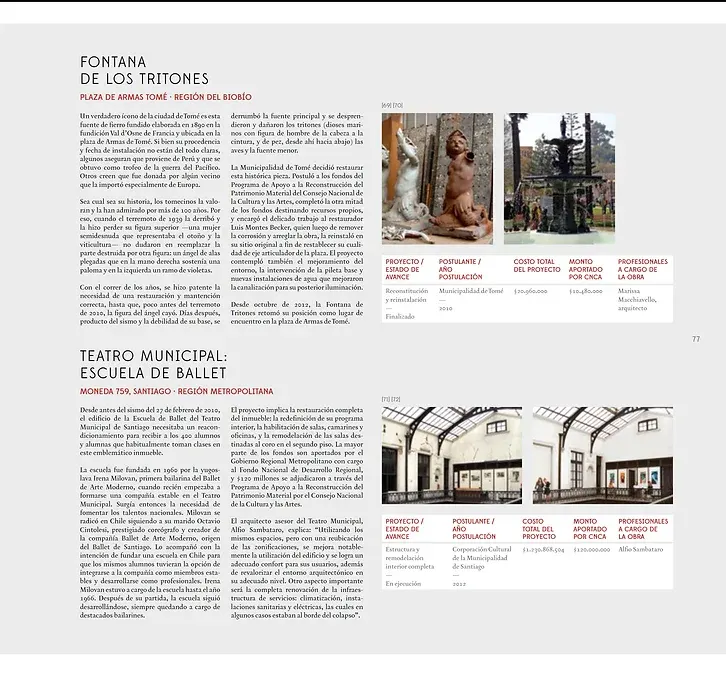 FONTANA
DE LOS TRITONES
PLAZA DE ARMAS TOMÉ · REGIÓN DEL BIOBÍO
Un verdadero ícono de la ciudad de Tomé es esta
fuente de fierro fundido elaborada en 1890 en la
fundición Val d'Osne de Francia y ubicada en la
plaza de Armas de Tomé. Si bien su procedencia
y fecha de instalación no están del todo claras,
algunos aseguran que proviene de Perú y que se
obtuvo como trofeo de la guerra del Pacífico.
Otros creen que fue donada por algún vecino
que la importó especialmente de Europa.
Sea cual sea su historia, los tomecinos la valo-
ran y la han admirado por más de 100 años. Por
eso, cuando el terremoto de 1939 la derribó y
la hizo perder su figura superior —una mujer
semidesnuda que representaba el otoño y la
viticultura— no dudaron en reemplazar la
parte destruida por otra figura: un ángel de alas
plegadas que en la mano derecha sostenía una
paloma y en la izquierda un ramo de violetas.
Con el correr de los años, se hizo patente la
necesidad de una restauración y mantención
correcta, hasta que, poco antes del terremoto
de 2010, la figura del ángel cayó. Días después,
producto del sismo y la debilidad de su base, se
derrumbó la fuente principal y se despren-
dieron y dañaron los tritones (dioses mari-
nos con figura de hombre de la cabeza a la
cintura, y de pez, desde ahí hacia abajo) las
aves y la fuente menor.
La Municipalidad de Tomé decidió restaurar
esta histórica pieza. Postuló a los fondos del
Programa de Apoyo a la Reconstrucción del
Patrimonio Material del Consejo Nacional de
la Cultura y las Artes, completó la otra mitad
de los fondos destinando recursos propios,
y encargó el delicado trabajo al restaurador
Luis Montes Becker, quien luego de remover
la corrosión y arreglar la obra, la reinstaló en
su sitio original a fin de restablecer su cuali-
dad de eje articulador de la plaza. El proyecto
contempló también el mejoramiento del
entorno, la intervención de la pileta base y
nuevas instalaciones de agua que mejoraron
la canalización para su posterior iluminación.
Desde octubre de 2012, la Fontana de
Tritones retomó su posición como lugar de
encuentro en la plaza de Armas de Tomé.
[69] [70]
PROYECTO /
ESTADO DE
AVANCE
POSTULANTE /
AÑO
POSTULACIÓN
COSTO TOTAL
DEL PROYECTO
MONTO
APORTADO
POR CNCA
PROFESIONALES
A CARGO DE
LA OBRA
Reconstitución
y reinstalación
—
Finalizado
Municipalidad de Tomé
—
2010
$20.960.000
$10.480.000
Marissa
Macchiavello,
arquitecto
77
TEATRO MUNICIPAL:
ESCUELA DE BALLET
MONEDA 759, SANTIAGO · REGIÓN METROPOLITANA
Desde antes del sismo del 27 de febrero de 2010,
el edificio de la Escuela de Ballet del Teatro
Municipal de Santiago necesitaba un reacon-
dicionamiento para recibir a los 400 alumnos
y alumnas que habitualmente toman clases en
este emblemático inmueble.
La escuela fue fundada en 1960 por la yugos-
lava Irena Milovan, primera bailarina del Ballet
de Arte Moderno, cuando recién empezaba a
formarse una compañía estable en el Teatro
Municipal. Surgía entonces la necesidad de
fomentar los talentos nacionales. Milovan se
radicó en Chile siguiendo a su marido Octavio
Cintolesi, prestigiado coreógrafo y creador de
la compañía Ballet de Arte Moderno, origen
del Ballet de Santiago. Lo acompañó con la
intención de fundar una escuela en Chile para
que los mismos alumnos tuvieran la opción de
integrarse a la compañía como miembros esta-
bles y desarrollarse como profesionales. Irena
Milovan estuvo a cargo de la escuela hasta el año
1966. Después de su partida, la escuela siguió
desarrollándose, siempre quedando a cargo de
destacados bailarines.
El proyecto implica la restauración completa
del inmueble: la redefinición de su programa
interior, la habilitación de salas, camarines y
oficinas, y la remodelación de las salas des-
tinadas al coro en el segundo piso. La mayor
parte de los fondos son aportados por el
Gobierno Regional Metropolitano con cargo
al Fondo Nacional de Desarrollo Regional,
y $120 millones se adjudicaron a través del
Programa de Apoyo a la Reconstrucción del
Patrimonio Material por el Consejo Nacional
de la Cultura y las Artes.
El arquitecto asesor del Teatro Municipal,
Alfio Sambataro, explica: "Utilizando los
mismos espacios, pero con una reubicación
de las zonificaciones, se mejora notable-
mente la utilización del edificio y se logra un
adecuado confort para sus usuarios, además
de revalorizar el entorno arquitectónico en
su adecuado nivel. Otro aspecto importante
será la completa renovación de la infraes-
tructura de servicios: climatización, insta-
laciones sanitarias y eléctricas, las cuales en
algunos casos estaban al borde del colapso".
[71] [72]
PROYECTO /
ESTADO DE
AVANCE
POSTULANTE /
AÑO
POSTULACIÓN
COSTO
TOTAL DEL
PROYECTO
MONTO
APORTADO
POR CNCA
PROFESIONALES
A CARGO DE
LA OBRA
Estructura y
remodelación
interior completa
—
En ejecución
Corporación Cultural
de la Municipalidad
de Santiago
—
2012
$1.230.868.504
$120.000.000
Alfio Sambataro